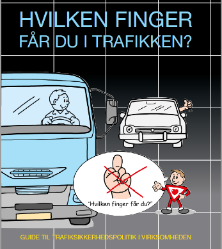 HVILKEN FINGER
FÅR DU I TRAFIKKEN?
"Hvilken finger får du?"
GUIDE TIL TRAFIKSIKKERHEDSPOLITIK I VIRKSOMHEDEN